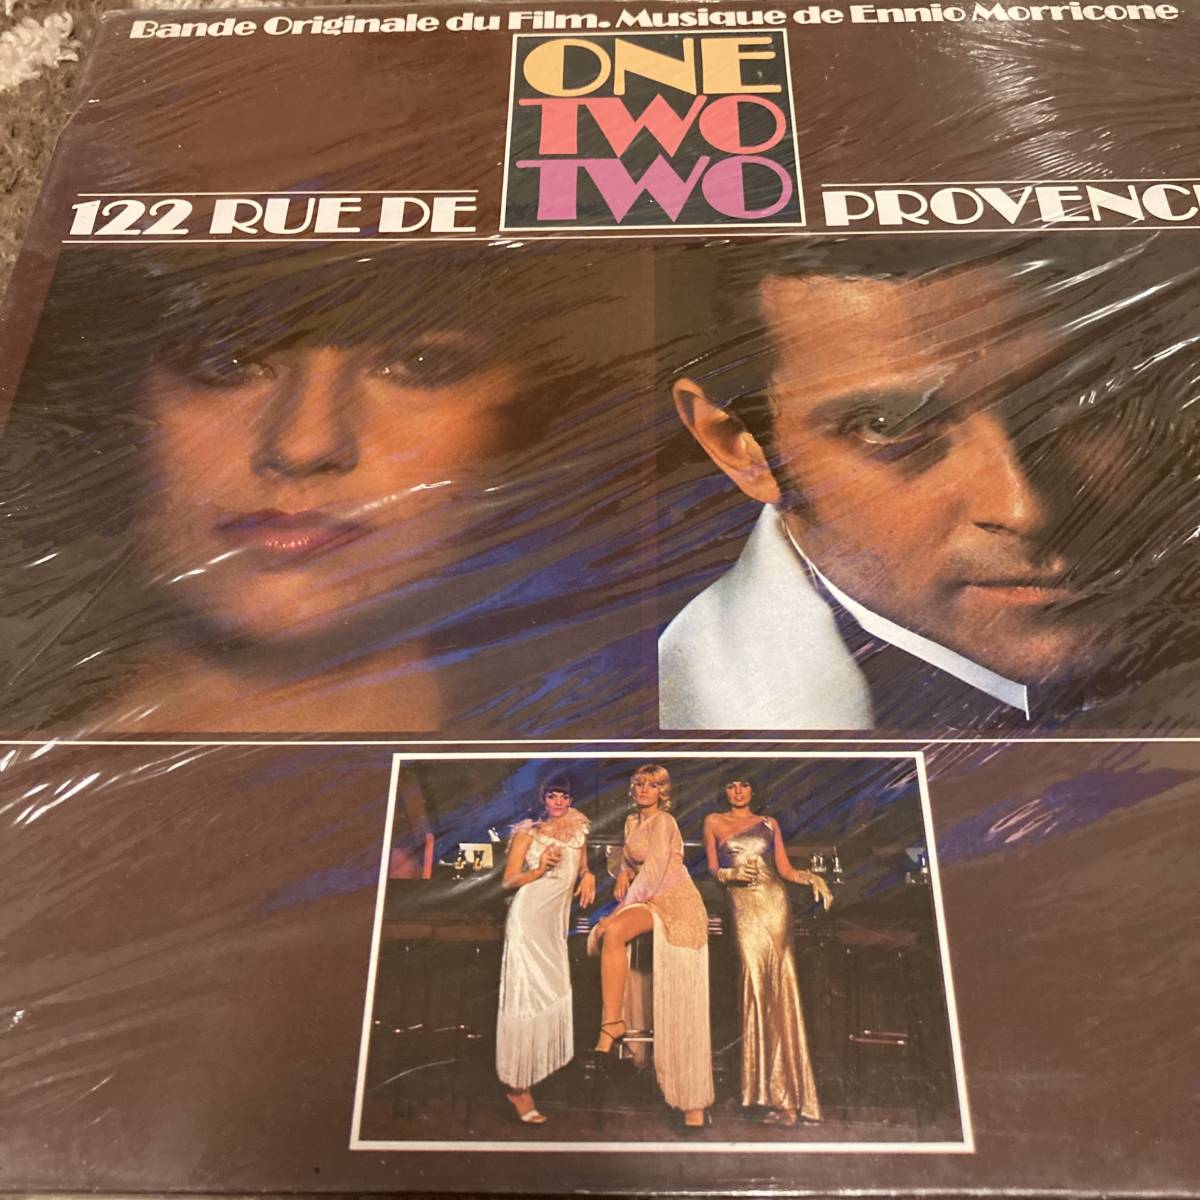 Bande Originale du Film. Musique de Ennio Morricone
ONE
TWO
TWO
122 RUE DE PROVENC